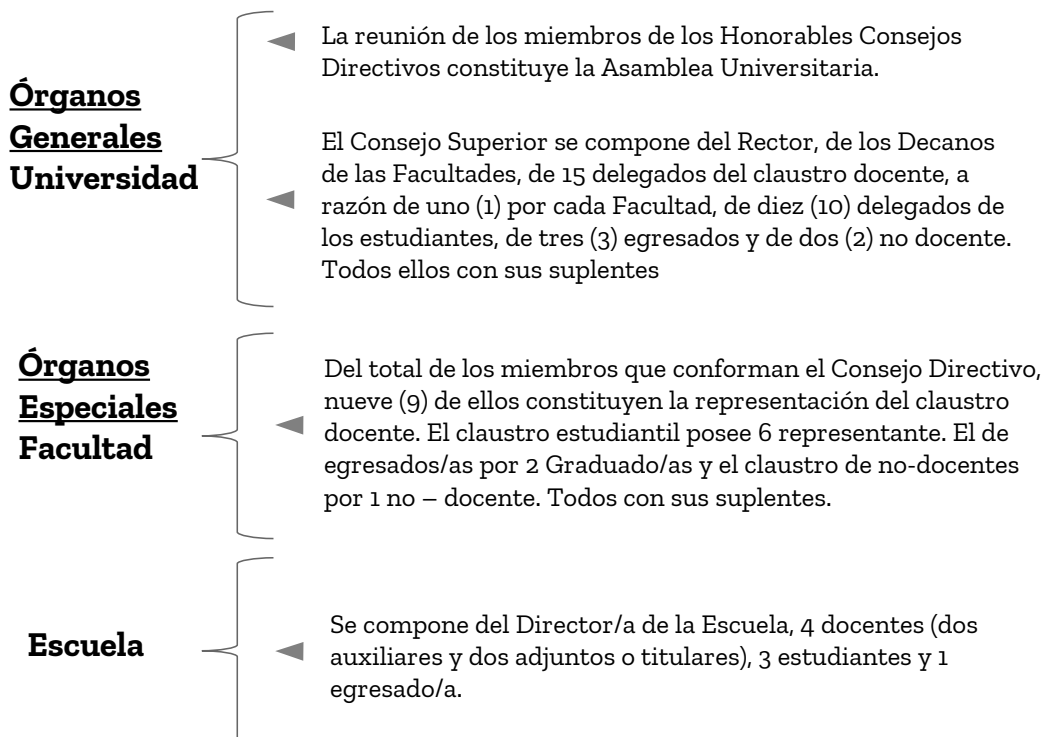 Órganos
Generales
Universidad
La reunión de los miembros de los Honorables Consejos
Directivos constituye la Asamblea Universitaria.
El Consejo Superior se compone del Rector, de los Decanos
de las Facultades, de 15 delegados del claustro docente, a
razón de uno (1) por cada Facultad, de diez (10) delegados de
los estudiantes, de tres (3) egresados y de dos (2) no docente.
Todos ellos con sus suplentes
Órganos
Especiales
Facultad
Del total de los miembros que conforman el Consejo Directivo,
nueve (9) de ellos constituyen la representación del claustro
docente. El claustro estudiantil posee 6 representante. El de
egresados/as por 2 Graduado/as y el claustro de no-docentes
por 1 no – docente. Todos con sus suplentes.
Escuela
Se compone del Director/a de la Escuela, 4 docentes (dos
auxiliares y dos adjuntos o titulares), 3 estudiantes y 1
egresado/a.